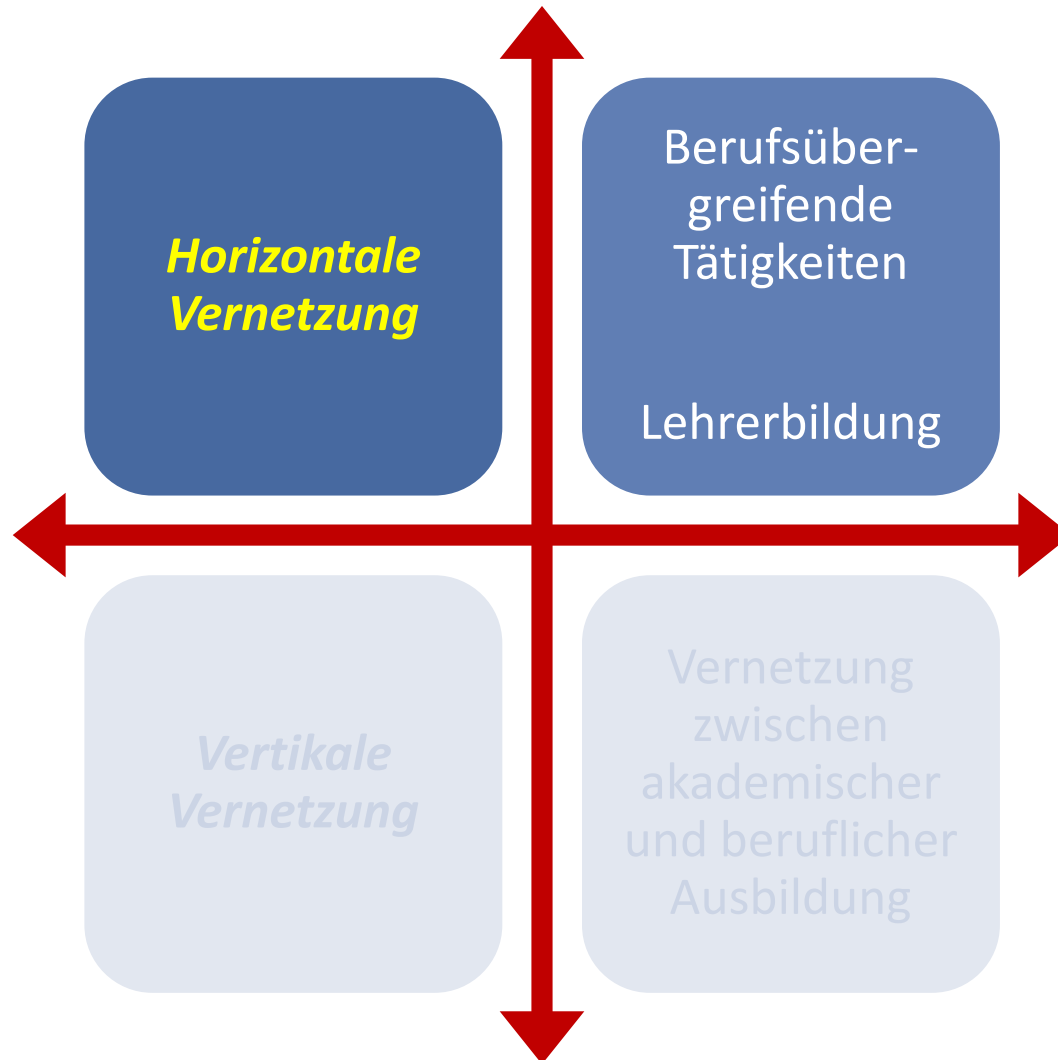 Horizontale
Vernetzung
Berufsüber-
greifende
Tätigkeiten
Lehrerbildung
Vertikale
Vernetzung
Vernetzung
zwischen
akademischer
und beruflicher
Ausbildung